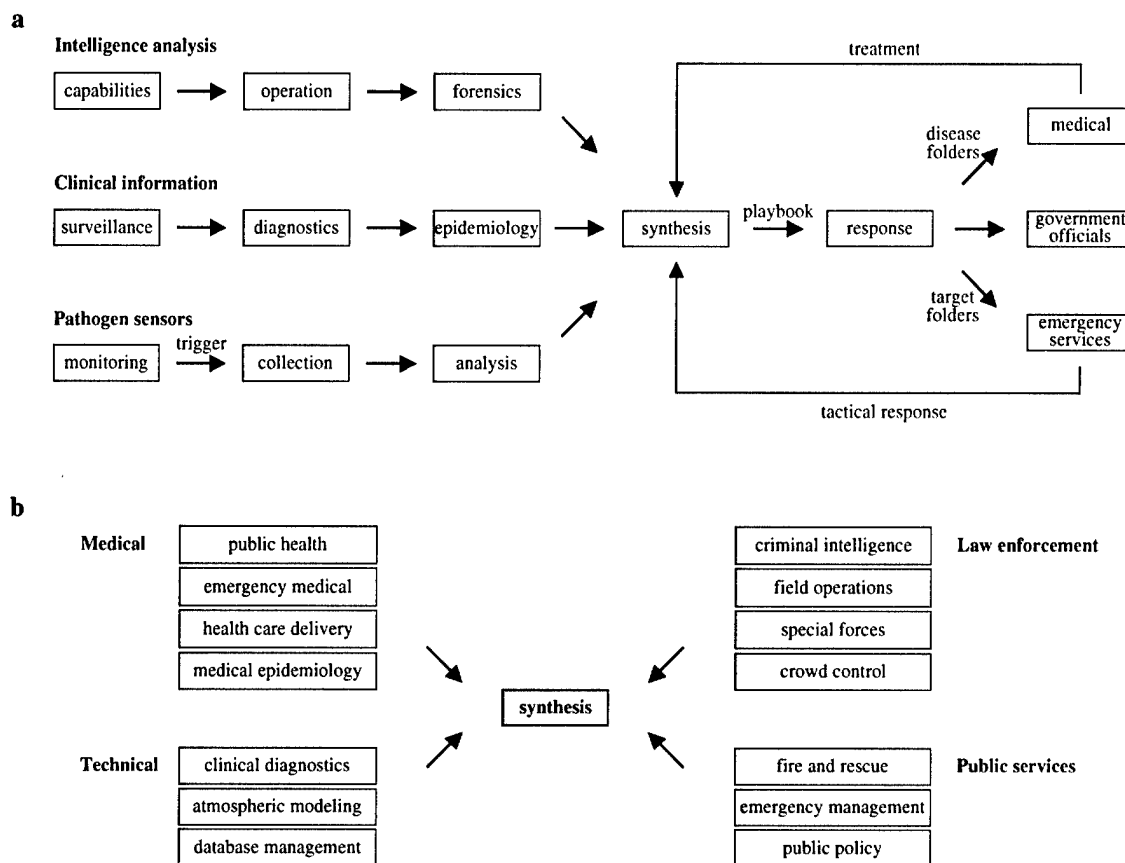 a
Intelligence analysis
capabilities
operation
forensics
Clinical information
surveillance
diagnostics
epidemiology
Pathogen sensors
monitoring
trigger
collection
analysis
synthesis
playbook
response
treatment
disease
folders
medical
government
officials
target
folders
emergency
services
tactical response
b
Medical
public health
emergency medical
health care delivery
medical epidemiology
Technical
clinical diagnostics
atmospheric modeling
database management
synthesis
criminal intelligence
Law enforcement
field operations
special forces
crowd control
fire and rescue
Public services
emergency management
public policy